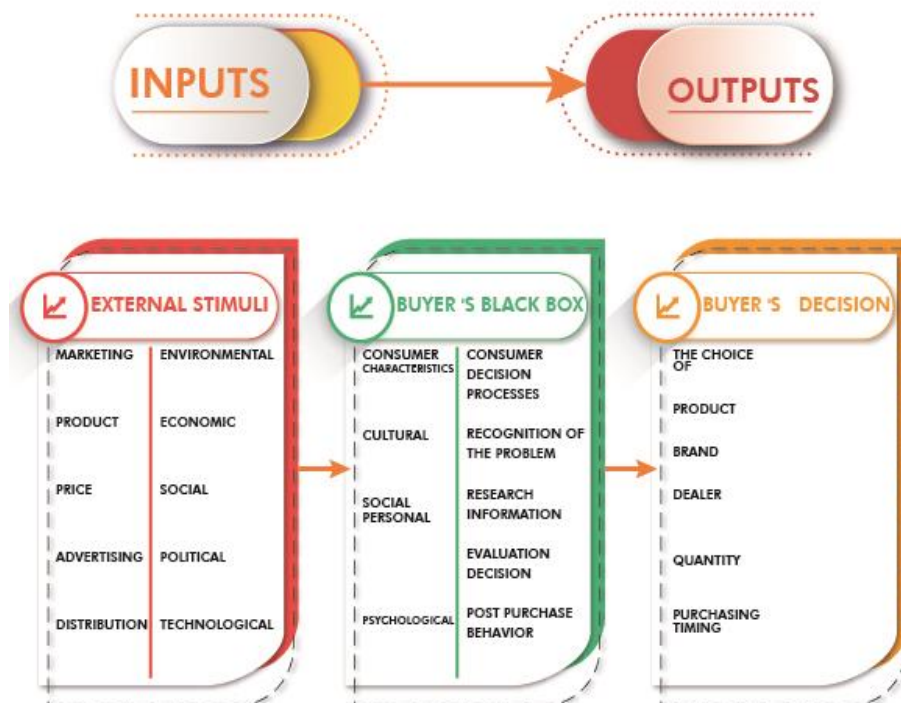 INPUTS
OUTPUTS
EXTERNAL STIMULI
MARKETING
PRODUCT
PRICE
ADVERTISING
DISTRIBUTION
ENVIRONMENTAL
ECONOMIC
SOCIAL
POLITICAL
TECHNOLOGICAL
BUYER 'S BLACK BOX
CONSUMER
CHARACTERISTICS
CULTURAL
SOCIAL
PERSONAL
PSYCHOLOGICAL
CONSUMER
DECISION
PROCESSES
RECOGNITION OF
THE PROBLEM
RESEARCH
INFORMATION
EVALUATION
DECISION
POST PURCHASE
BEHAVIOR
BUYER 'S DECISION
THE CHOICE
OF
PRODUCT
BRAND
DEALER
QUANTITY
PURCHASING
TIMING